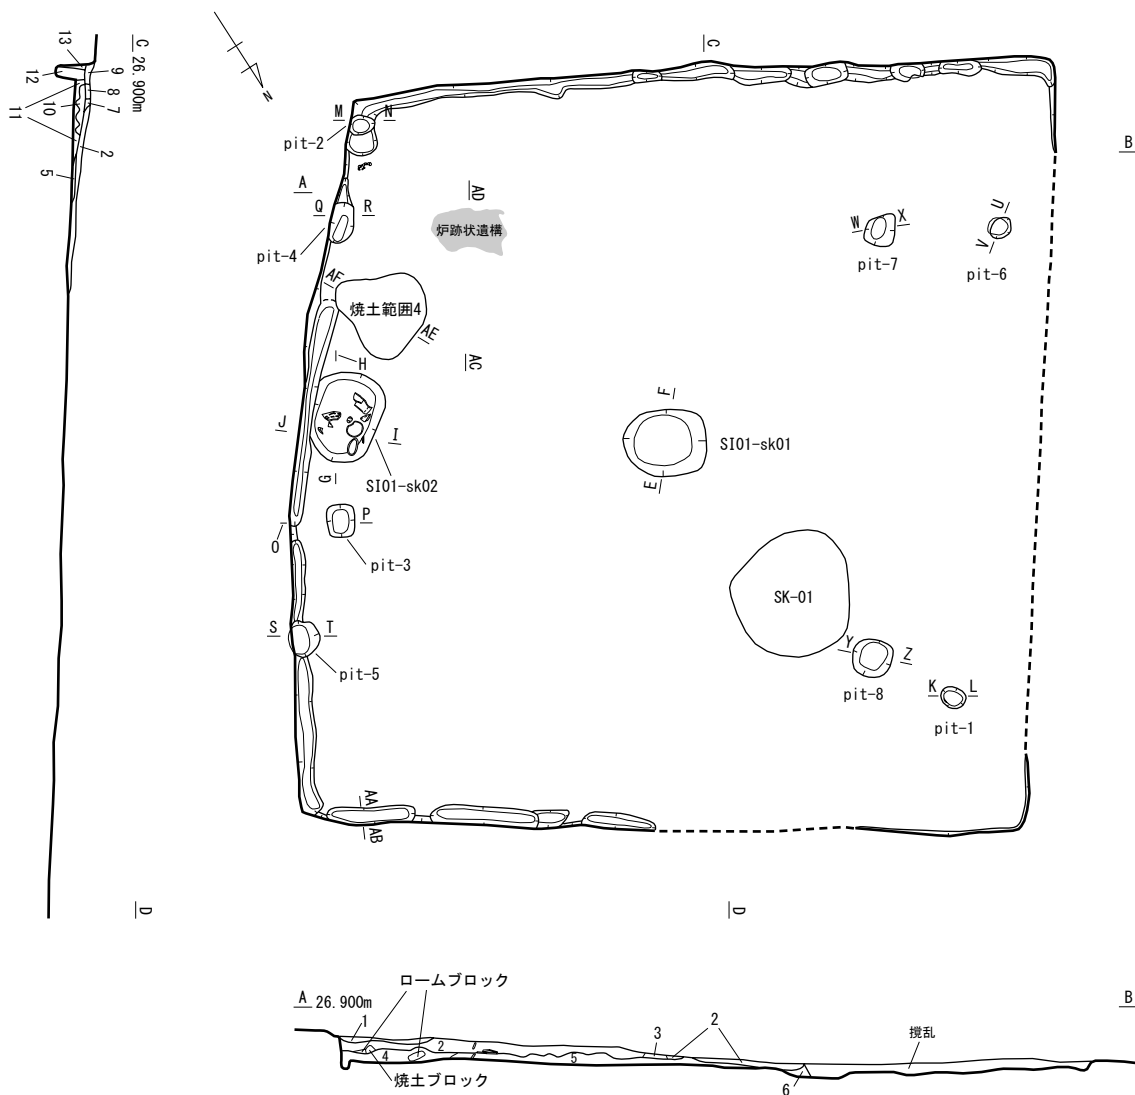 C 26.900m
13
12
9
8
7
11
10
2
5
D
N
C
B
M
N
pit-2
A
Q
R
pit-4
AD
炉跡状遺構
W
X
pit-7
U
V
pit-6
AF
焼土範囲4
AE
AC
H
J
I
G
SI01-sk02
F
E
SI01-sk01
P
O
pit-3
SK-01
S
T
pit-5
Y
Z
pit-8
K
L
pit-1
AA
AB
D
ロームブロック
A 26.900m
B
1
2
3
2
撹乱
4
5
焼土ブロック
6